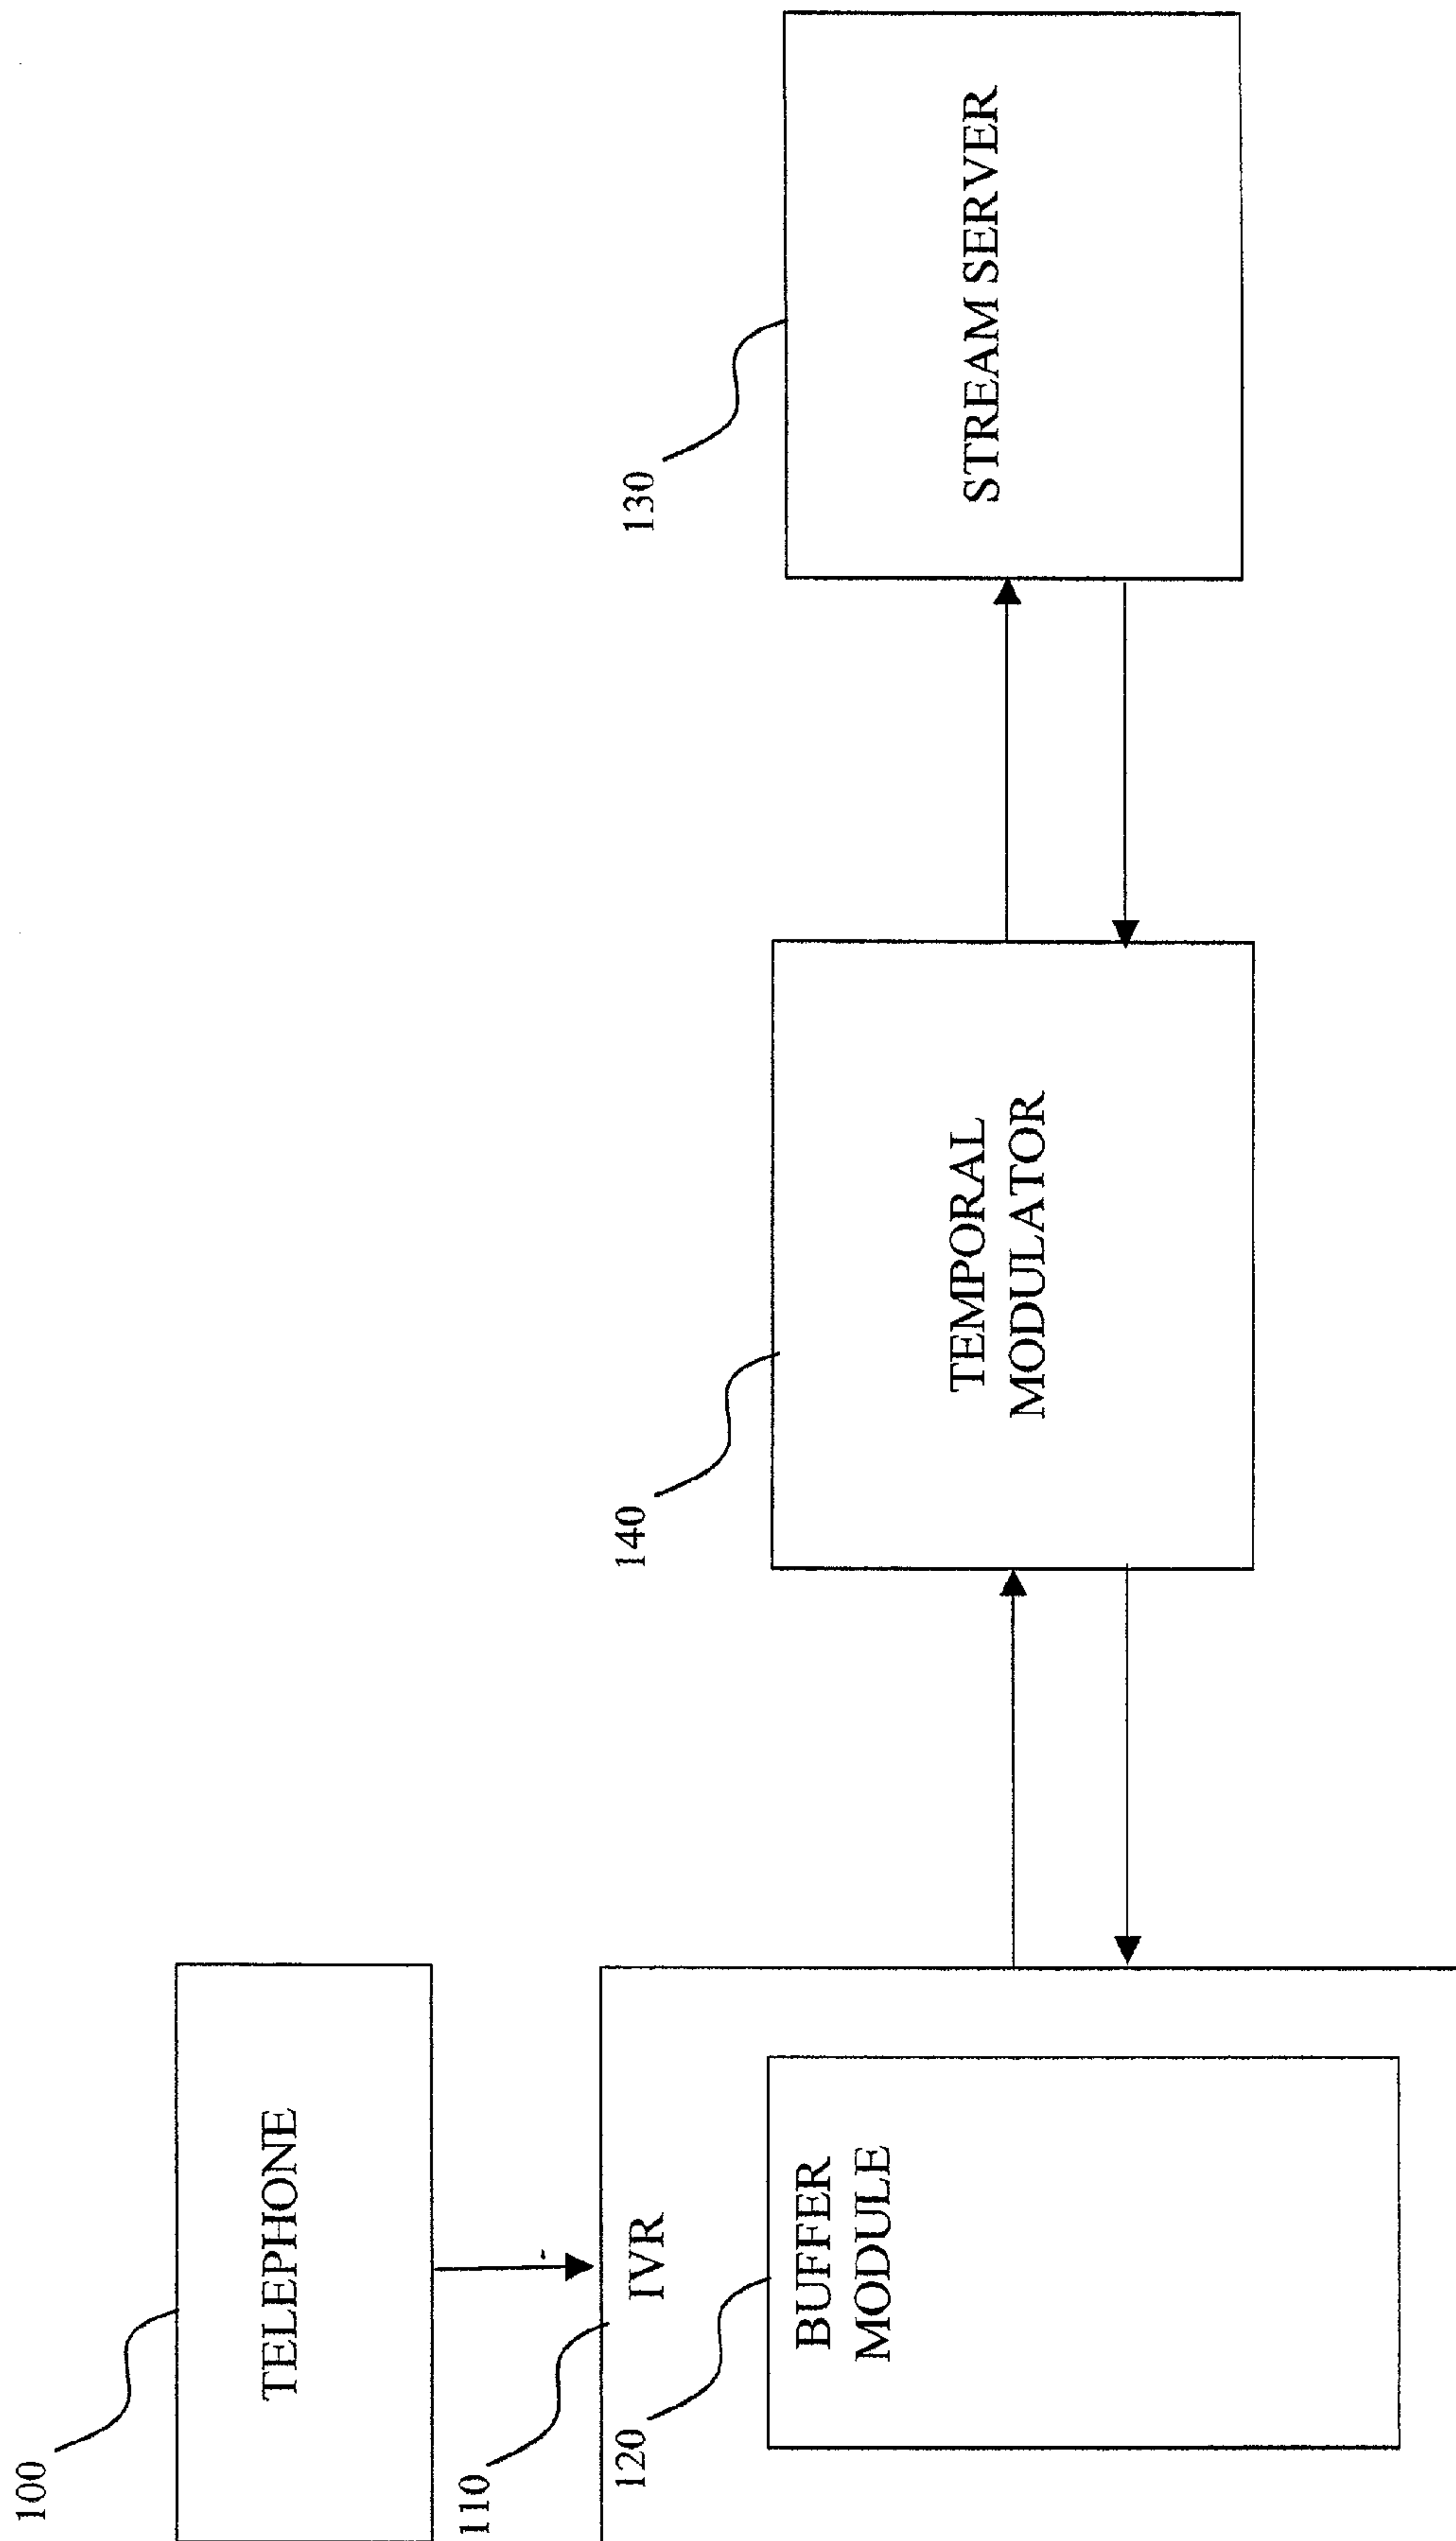 100
TELEPHONE
110
IVR
120
BUFFER
MODULE
140
TEMPORAL
MODULATOR
130
STREAM SERVER